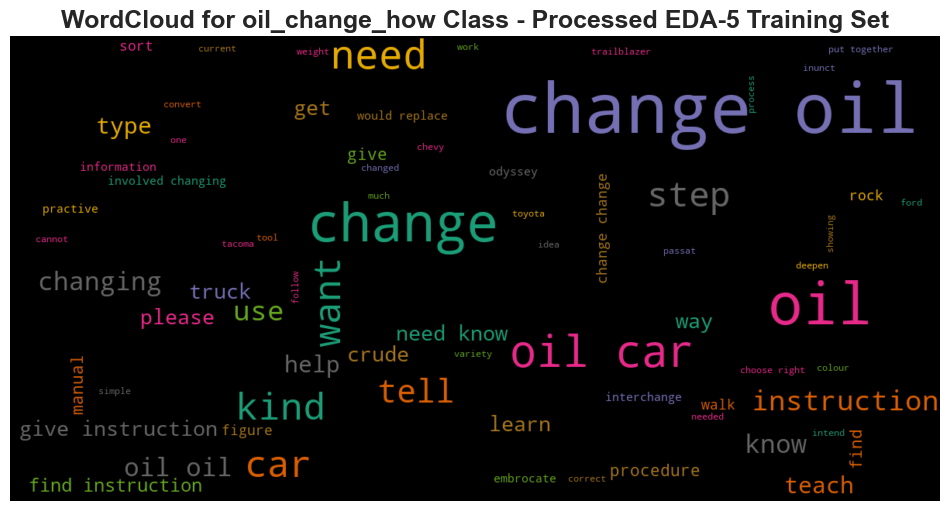 WordCloud for oil_change_how Class - Processed EDA-5 Training Set
sort
current
weight
need
work
trailblazer
put together
inunct
convert
get
would replace
change oil
process
type
one
give
chevy
information
involved changing
changed
odyssey
step
change change
rock
ford
practive
much
toyota
change
cannot
tacoma
tool
idea
passat
showing
deepen
changing
truck
follow
want
oil
please
use
way
need know
oil car
help
crude
variety
choose right
colour
manual
simple
tell
interchange
walk
instruction
kind
needed
give instruction
figure
learn
know
intend
find
oil oil
car
procedure
find instruction
embrocate
correct
teach